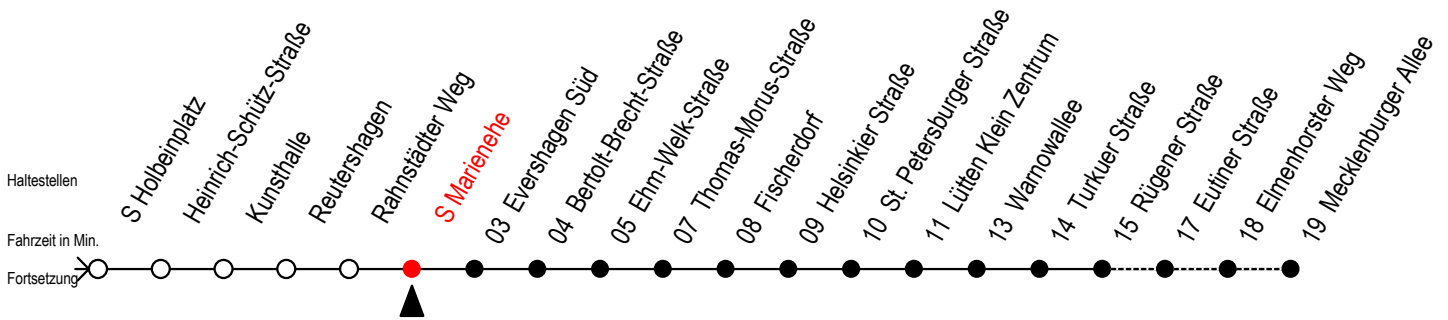 S Holbeinplatz
Heinrich-Schütz-Straße
Kunsthalle
Reutershagen
Rahnstädter Weg
S Marienehe
03 Evershagen Süd
04 Bertolt-Brecht-Straße
05 Ehm-Welk-Straße
07 Thomas-Morus-Straße
08 Fischerdorf
09 Helsinkier Straße
10 St. Petersburger Straße
11 Lütten Klein Zentrum
13 Warnowallee
14 Turkuer Straße
15 Rügener Straße
17 Eutiner Straße
18 Elmenhorster Weg
19 Mecklenburger Allee
Haltestellen
Fahrzeit in Min.
Fortsetzung